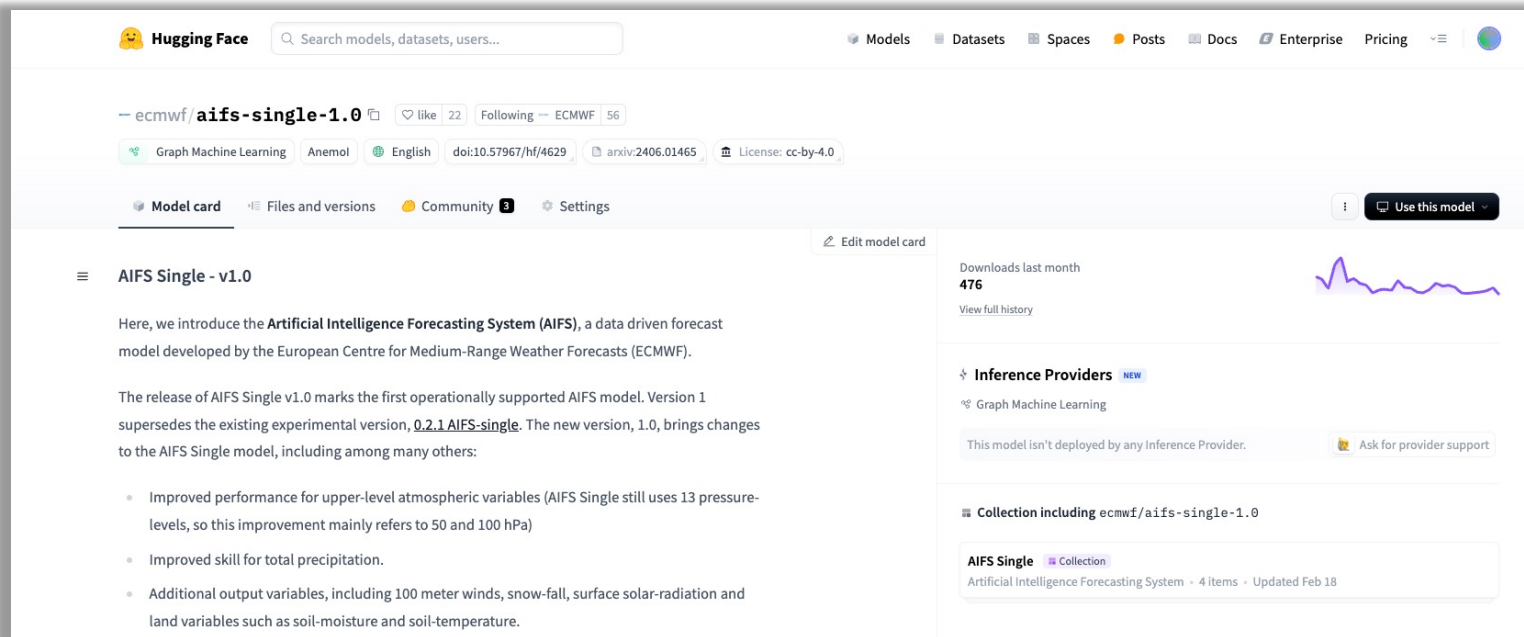 Hugging Face
Search models, datasets, users...
Models
Datasets
Spaces
Posts
Docs
Enterprise
Pricing
ecmwf/aifs-single-1.0
like 22
Following ECMWF 56
Graph Machine Learning
Anemoi
English
doi:10.57967/hf/4629
arxiv:2406.01465
License: cc-by-4.0
Model card
Files and versions
Community 3
Settings
Use this model
Edit model card
AIFS Single - v1.0
Here, we introduce the Artificial Intelligence Forecasting System (AIFS), a data driven forecast
model developed by the European Centre for Medium-Range Weather Forecasts (ECMWF).
The release of AIFS Single v1.0 marks the first operationally supported AIFS model. Version 1
supersedes the existing experimental version, 0.2.1 AIFS-single. The new version, 1.0, brings changes
to the AIFS Single model, including among many others:
Improved performance for upper-level atmospheric variables (AIFS Single still uses 13 pressure-
levels, so this improvement mainly refers to 50 and 100 hPa)
Improved skill for total precipitation.
Additional output variables, including 100 meter winds, snow-fall, surface solar-radiation and
land variables such as soil-moisture and soil-temperature.
Downloads last month
476
View full history
Inference Providers NEW
Graph Machine Learning
This model isn't deployed by any Inference Provider.
Ask for provider support
Collection including ecmwf/aifs-single-1.0
AIFS Single Collection
Artificial Intelligence Forecasting System • 4 items • Updated Feb 18